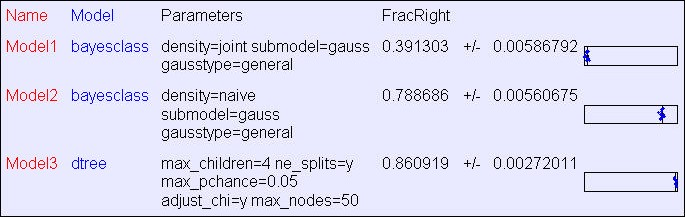 Name Model Parameters FracRight
Model1 bayesclass density=joint submodel=gauss 0.391303 +/- 0.00586792
gausstype=general
Model2 bayesclass density=naive 0.788686 +/- 0.00560675
submodel=gauss
gausstype=general
Model3 dtree max_children=4 ne_splits=y 0.860919 +/- 0.00272011
max_pchance=0.05
adjust_chi=y max_nodes=50